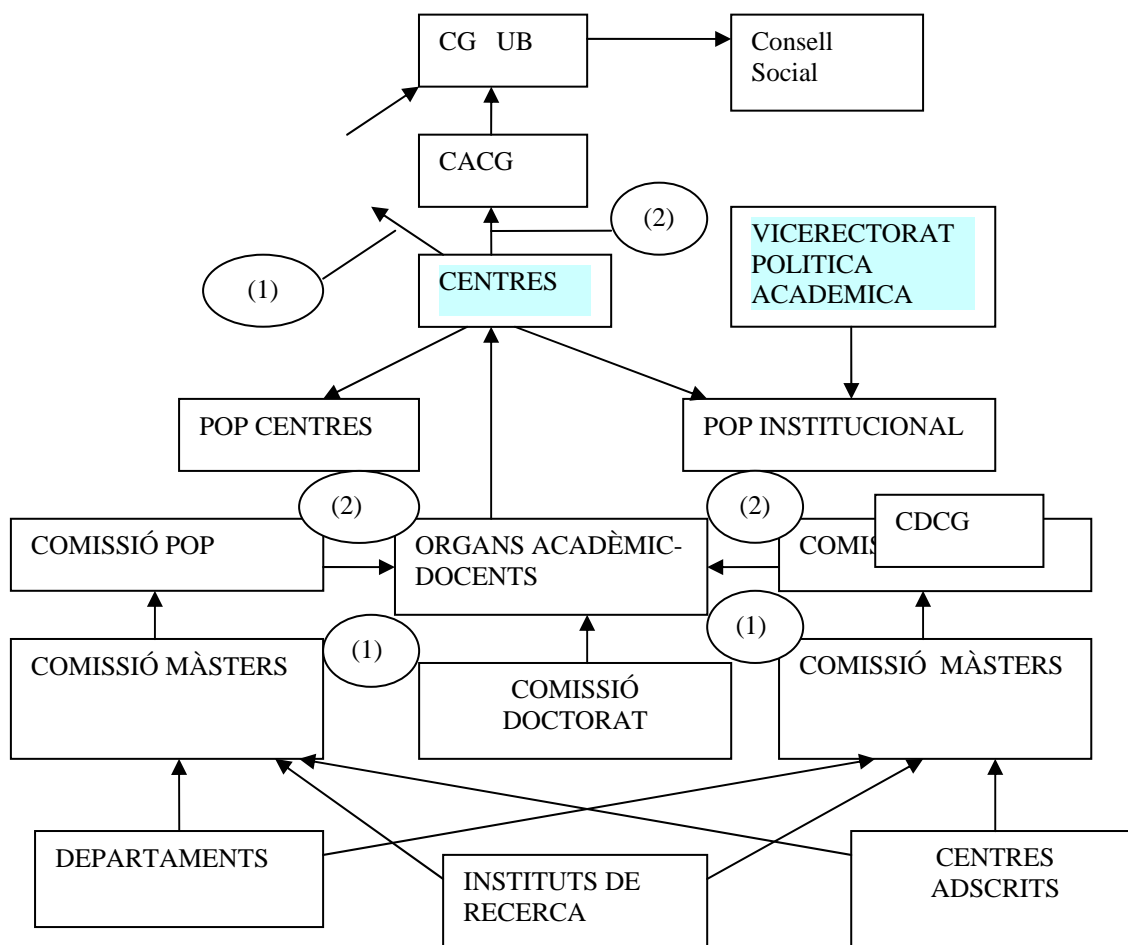 CG UB
Consell
Social
CACG
(2)
VICERECTORAT
POLITICA
ACADEMICA
(1)
CENTRES
POP CENTRES
POP INSTITUCIONAL
(2)
(2)
CDCG
COMISSIÓ POP
ORGANS ACADÈMIC-
DOCENTS
COMIS
(1)
(1)
COMISSIÓ MÀSTERS
COMISSIÓ
DOCTORAT
COMISSIÓ MÀSTERS
DEPARTAMENTS
INSTITUTS DE
RECERCA
CENTRES
ADSCRITS